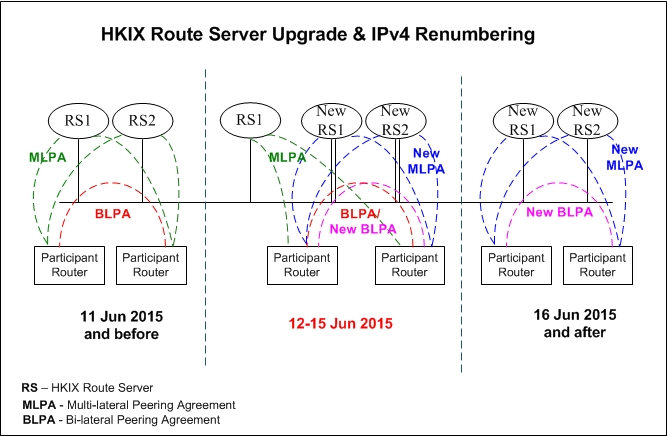 HKIX Route Server Upgrade & IPv4 Renumbering
RS1
RS2
MLPA
BLPA
Participant
Router
Participant
Router
11 Jun 2015
and before
RS1
New
RS1
New
RS2
MLPA
New
MLPA
BLPA/
New BLPA
Participant
Router
Participant
Router
12-15 Jun 2015
New
RS1
New
RS2
New
MLPA
New BLPA
Participant
Router
Participant
Router
16 Jun 2015
and after
RS – HKIX Route Server
MLPA - Multi-lateral Peering Agreement
BLPA - Bi-lateral Peering Agreement